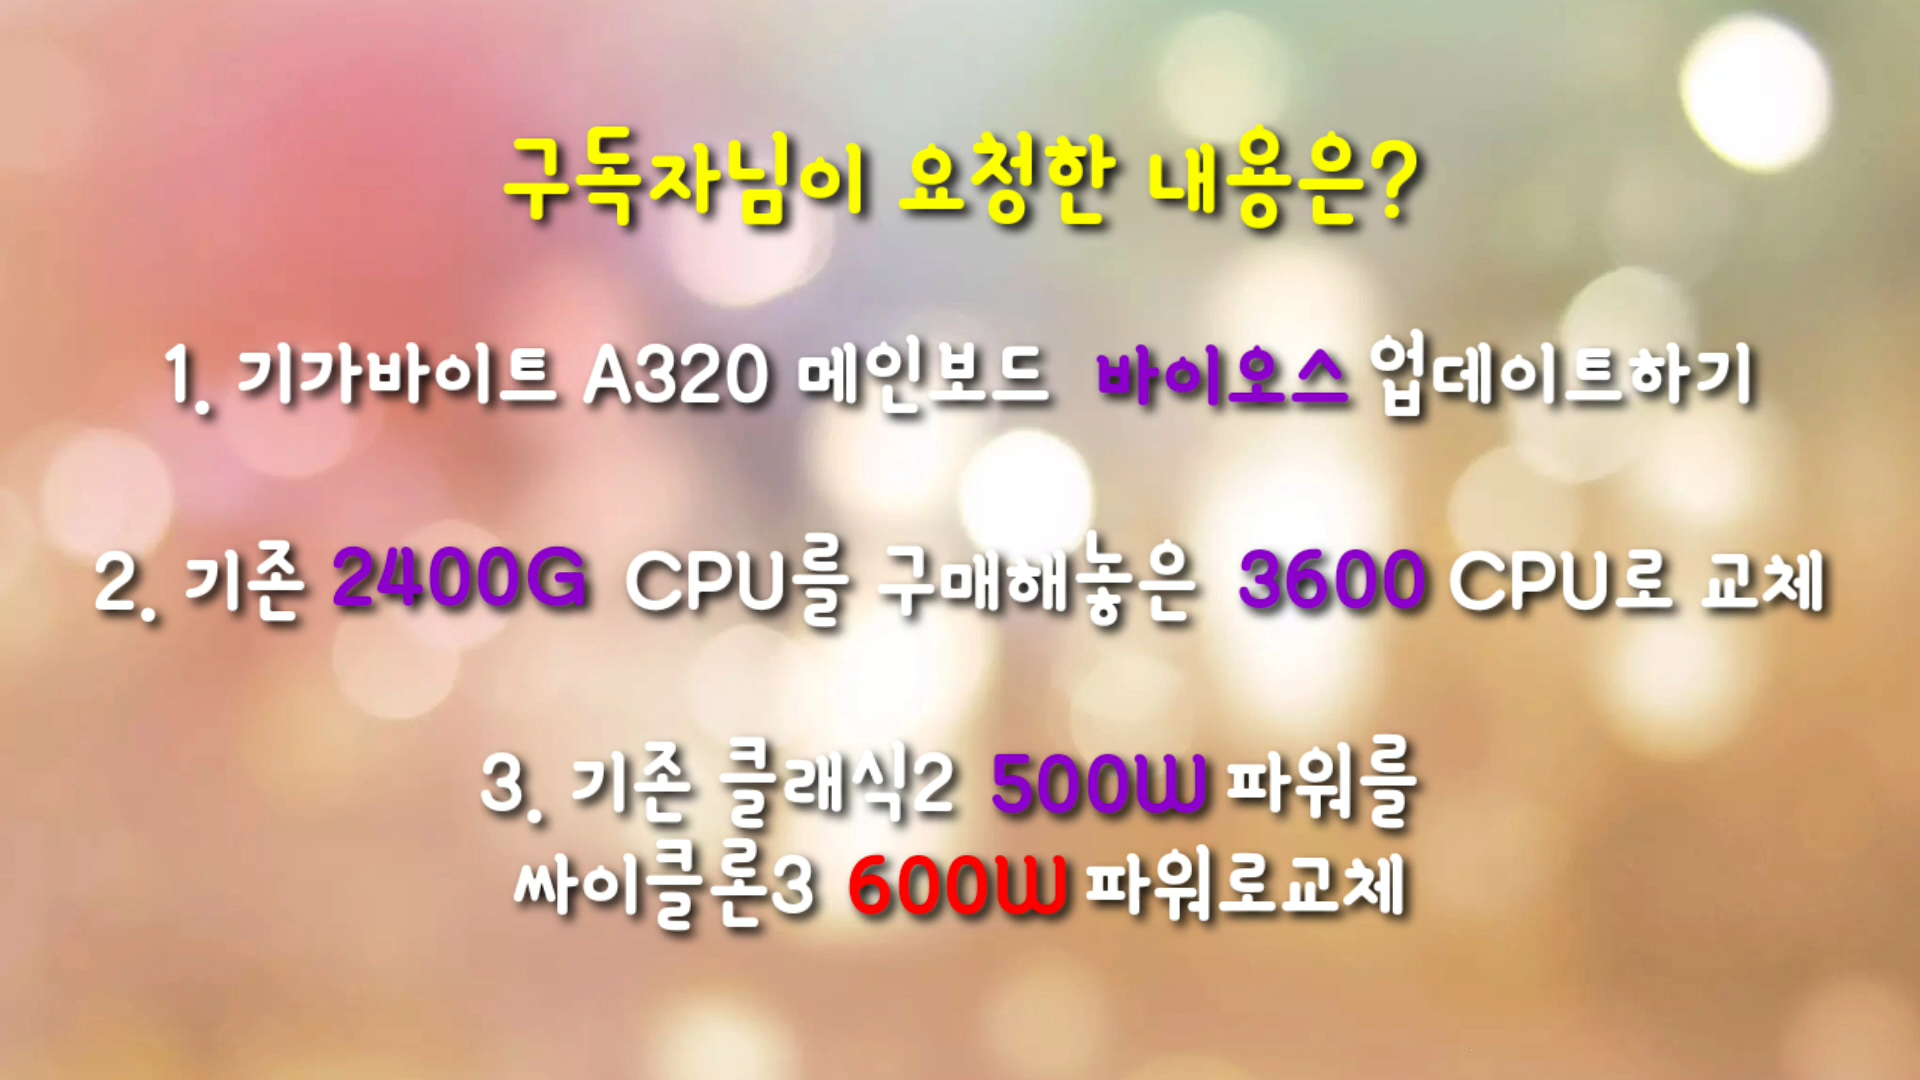 구독자님이 요청한 내용은?
1. 기가바이트 A320 메인보드 바이오스 업데이트하기
2. 기존 2400G CPU를 구매해놓은 3600 CPU로 교체
3. 기존 클래식2 500W 파워를
싸이클론3 600W 파워로교체